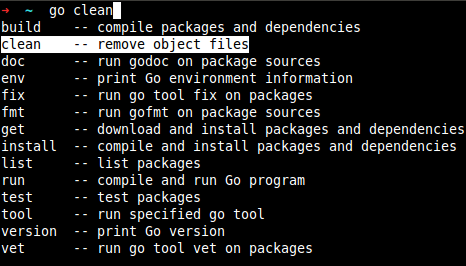 ➜  ~  go clean
build    -- compile packages and dependencies
clean    -- remove object files
doc      -- run godoc on package sources
env      -- print Go environment information
fix      -- run go tool fix on packages
fmt      -- run gofmt on package sources
get      -- download and install packages and dependencies
install  -- compile and install packages and dependencies
list     -- list packages
run      -- compile and run Go program
test     -- test packages
tool     -- run specified go tool
version  -- print Go version
vet      -- run go tool vet on packages